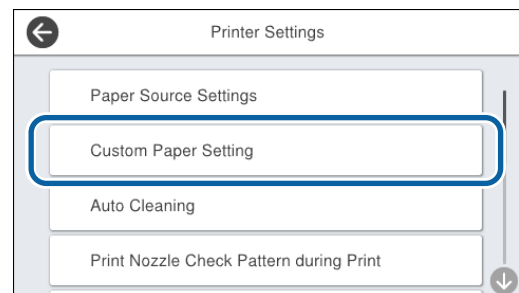 Printer Settings
Paper Source Settings
Custom Paper Setting
Auto Cleaning
Print Nozzle Check Pattern during Print